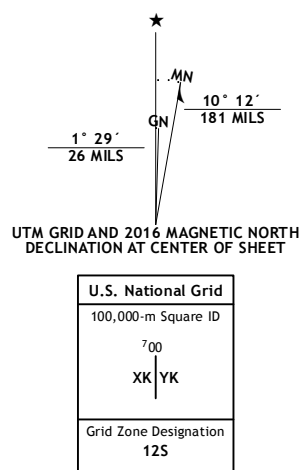 ★
MN
GN
10° 12´
181 MILS
1° 29´
26 MILS
UTM GRID AND 2016 MAGNETIC NORTH
DECLINATION AT CENTER OF SHEET
U.S. National Grid
100,000-m Square ID
⁷00
XK YK
Grid Zone Designation
12S